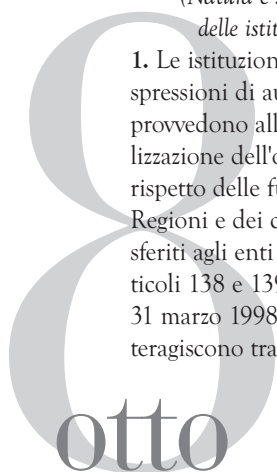 (Natura e
delle istit
1. Le istituzion
spressioni di au
provvedono all
lizzazione dell'o
rispetto delle fu
Regioni e dei c
sferiti agli enti
ticoli 138 e 139
31 marzo 1998
teragiscono tra
8
otto